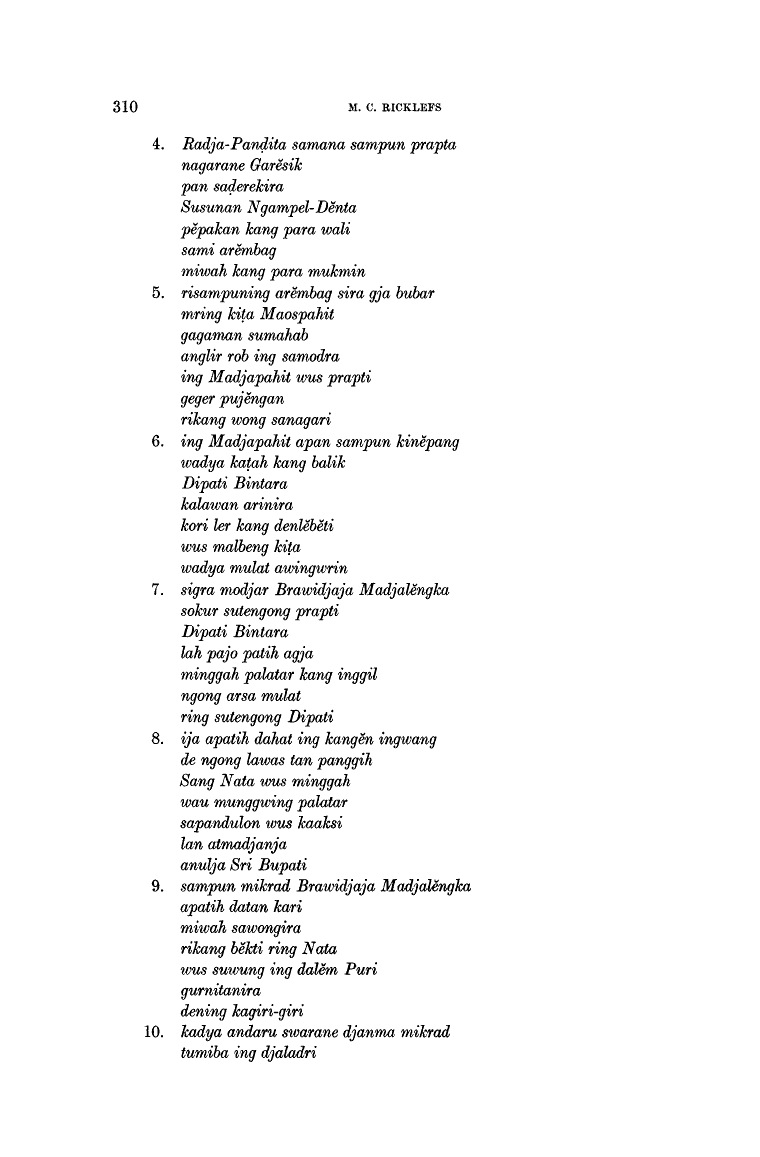 310 M. C. RICKLEFS
4. Radja-Panḍita samana sampun prapta
nagarane Garĕsik
pan saḍerekira
Susunan Ngampel-Dĕnta
pĕpakan kang para wali
sami arĕmbag
miwah kang para mukmin
5. risampuning arĕmbag sira gja bubar
mring kiṭa Maospahit
gagaman sumahab
anglir rob ing samodra
ing Madjapahit wus prapti
geger pujĕngan
rikang wong sanagari
6. ing Madjapahit apan sampun kinĕpang
wadya kaṭah kang balik
Dipati Bintara
kalawan arinira
kori ler kang denlĕbĕti
wus malbeng kiṭa
wadya mulat awingwrin
7. sigra modjar Brawidjaja Madjalĕngka
sokur sutengong prapti
Dipati Bintara
lah pajo patih agja
minggah palatar kang inggil
ngong arsa mulat
ring sutengong Dipati
8. ija apatih dahat ing kangĕn ingwang
de ngong lawas tan panggih
Sang Nata wus minggah
wau munggwing palatar
sapandulon wus kaaksi
lan atmadjanja
anulja Sri Bupati
9. sampun mikrad Brawidjaja Madjalĕngka
apatih datan kari
miwah sawongira
rikang bĕkti ring Nata
wus suwung ing dalĕm Puri
gurnitanira
dening kagiri-giri
10. kadya andaru swarane djanma mikrad
tumiba ing djaladri